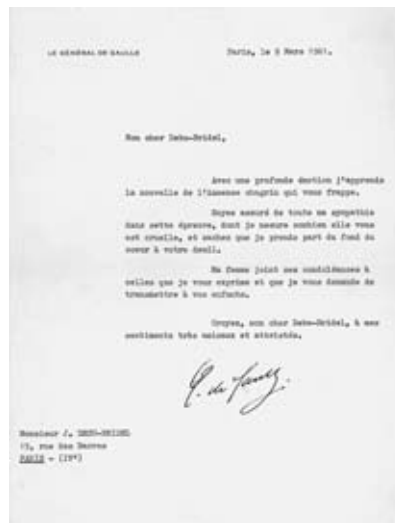 LE GÉNÉRAL DE GAULLE
Paris, le 8 Mars 1961.
Mon cher Debu-Bridel,
Avec une profonde émotion j'apprends
la nouvelle de l'immense chagrin qui vous frappe.
Soyez assuré de toute ma sympathie
dans cette épreuve, dont je mesure combien elle vous
est cruelle, et sachez que je prends part du fond du
coeur à votre deuil.
Ma femme joint ses condoléances à
celles que je vous exprime et que je vous demande de
transmettre à vos enfants.
Croyez, mon cher Debu-Bridel, à mes
sentiments très amicaux et attristés.
C. de Gaulle.
Monsieur J. DEBU-BRIDEL
rue des Barres
PARIS - (IV°)